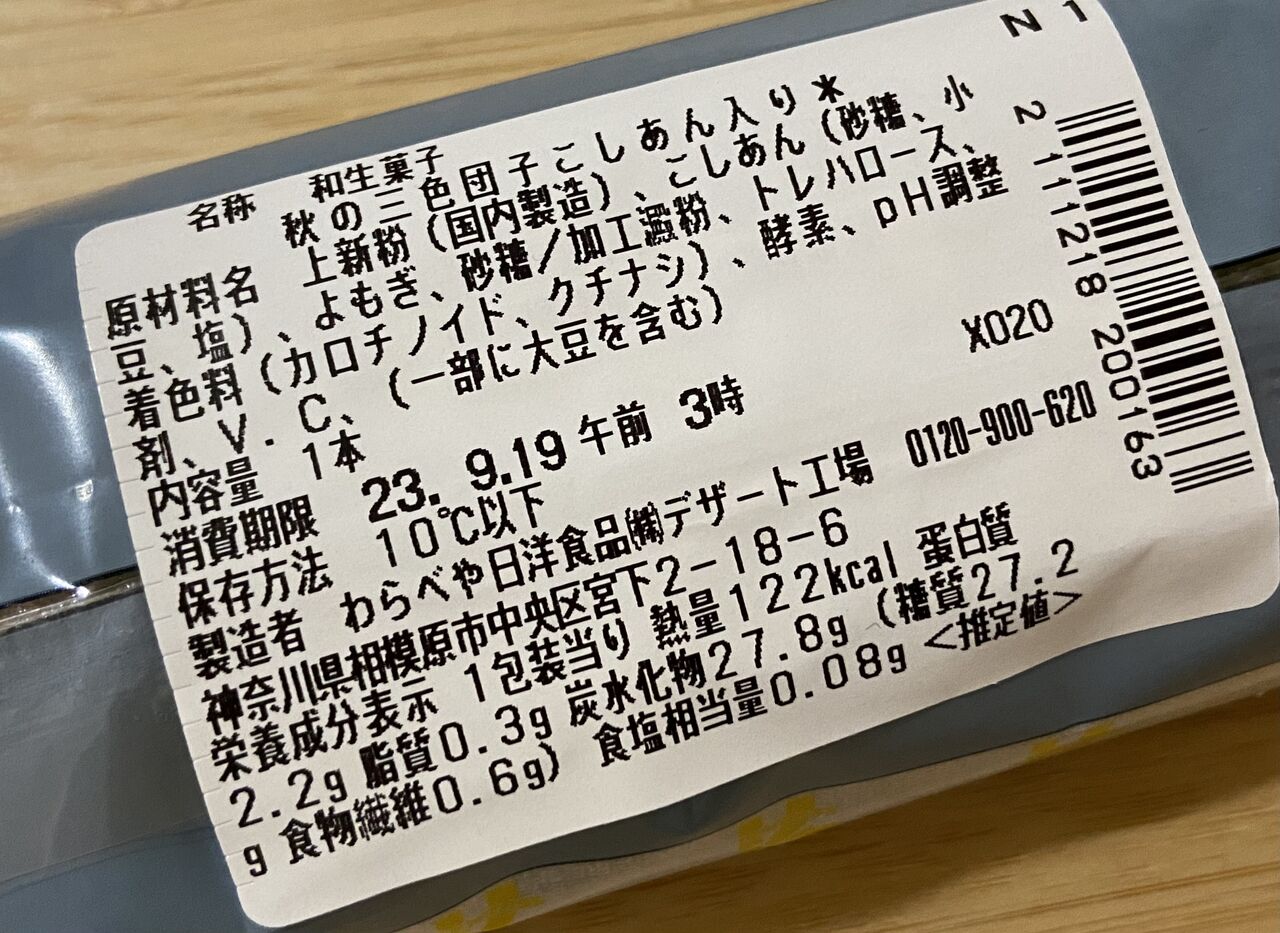 名称 和生菓子
秋の三色団子こしあん入り*
原材料名 上新粉(国内製造)、こしあん(砂糖、小
豆、塩)、よもぎ、砂糖/加工澱粉、トレハロース、
着色料(カロチノイド、クチナシ)、酵素、pH調整
剤、V.C、(一部に大豆を含む)
内容量 1本
X020
消費期限 23. 9.19 午前 3時
保存方法 10℃以下
製造者 わらべや日洋食品㈱デザート工場 0120-900-620
神奈川県相模原市中央区宮下2-18-6
栄養成分表示 1包装当り 熱量122kcal 蛋白質
2.2g 脂質0.3g 炭水化物27.8g (糖質27.2
g 食物繊維0.6g) 食塩相当量0.08g <推定値>
2 111218 200163